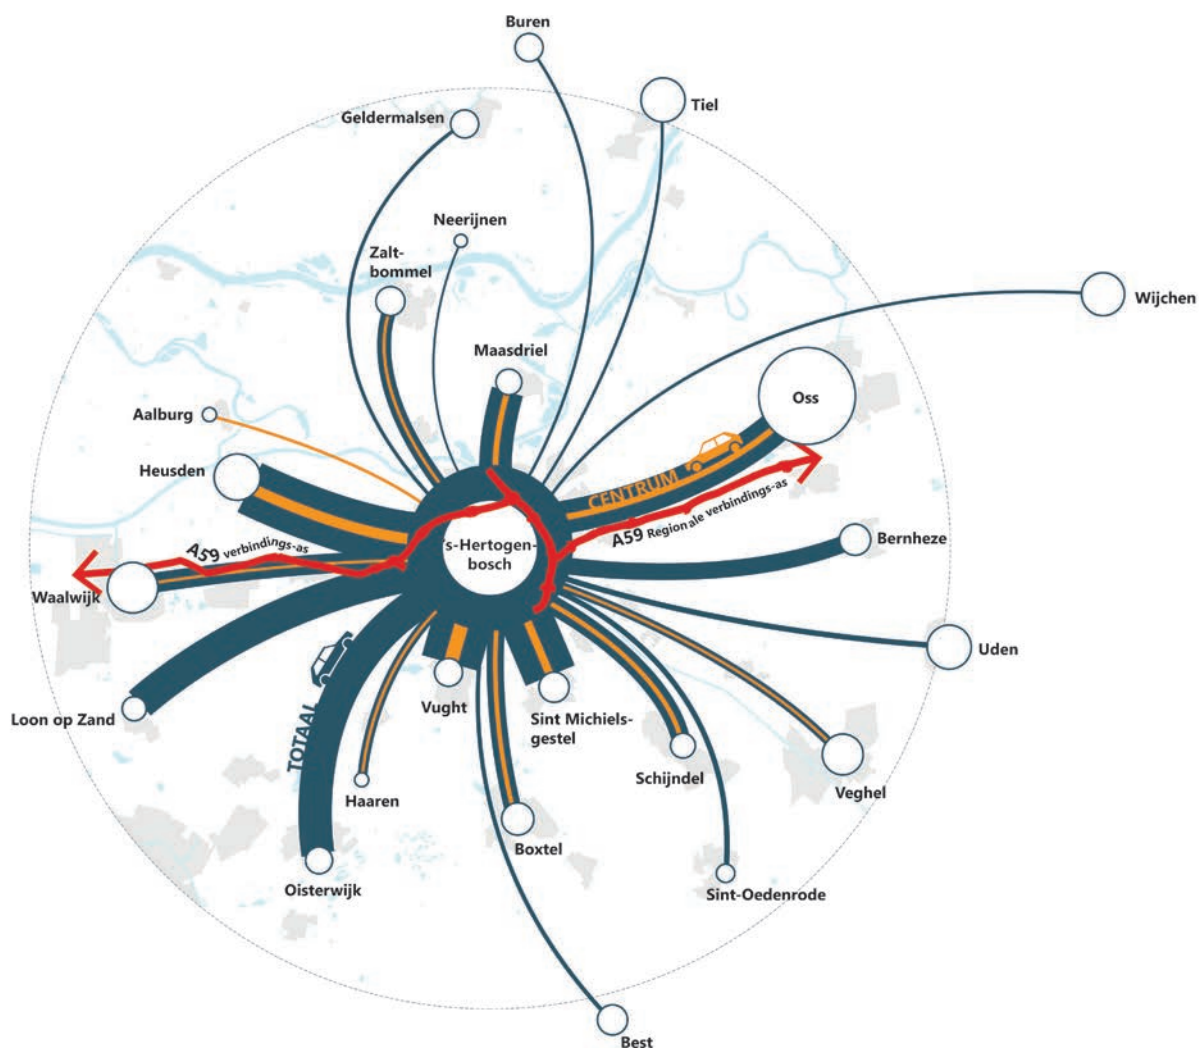 Buren
Tiel
Geldermalsen
Neerijnen
Zalt-
bommel
Wijchen
Maasdriel
Oss
Aalburg
Heusden
CENTRUM
A59 Regionale verbindings-as
A59 verbindings-as
's-Hertogen-
bosch
Bernheze
Waalwijk
Uden
Loon op Zand
TOTAAL
Vught
Sint Michiels-
gestel
Schijndel
Veghel
Haaren
Boxtel
Oisterwijk
Sint-Oedenrode
Best